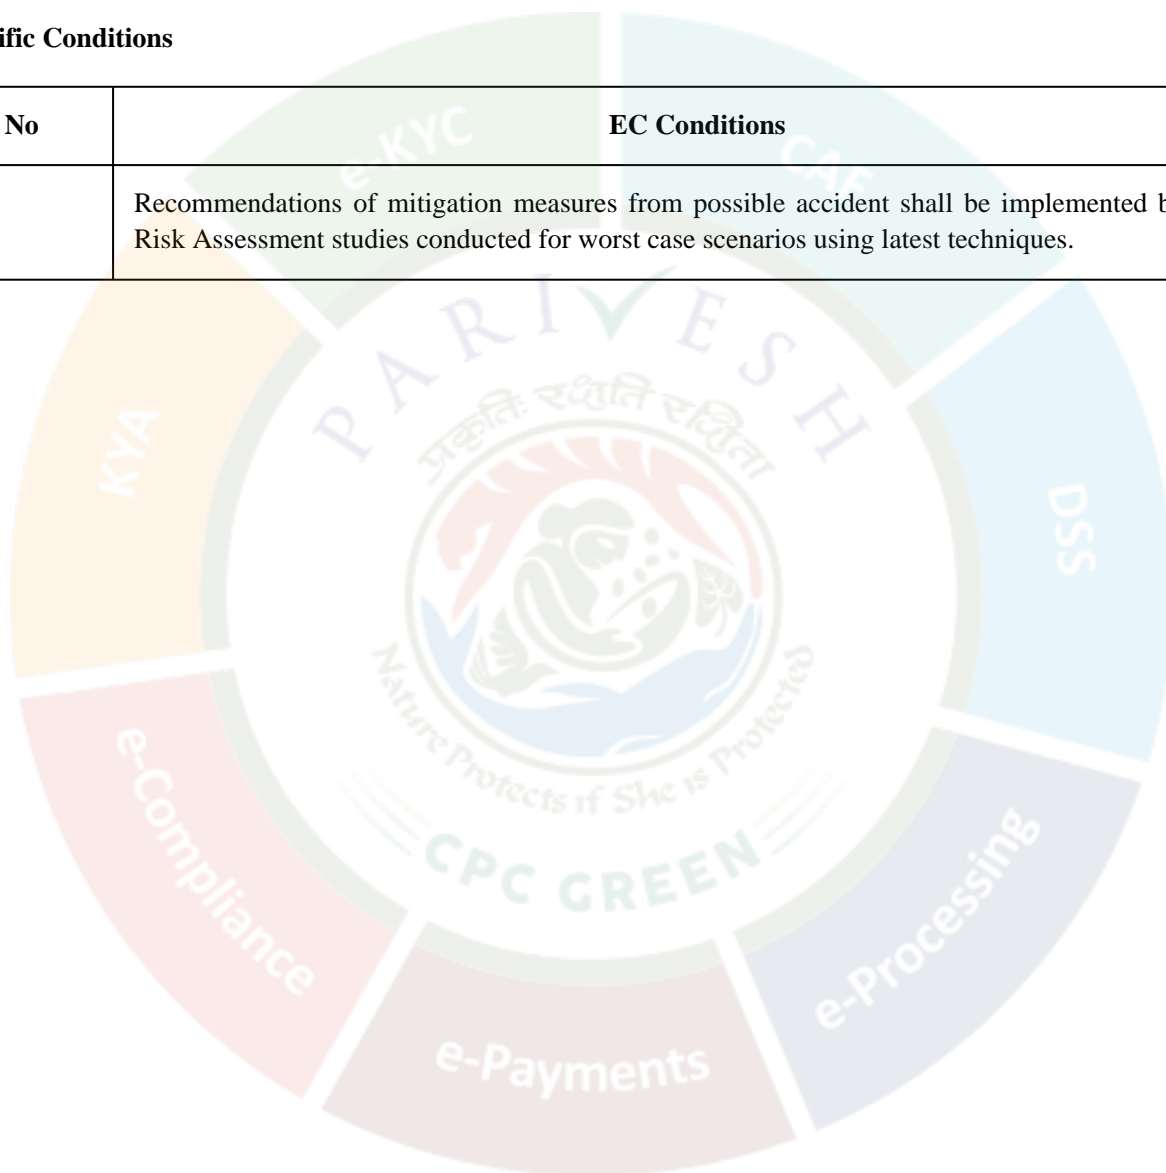 ific Conditions
No
EC Conditions
Recommendations of mitigation measures from possible accident shall be implemented b
Risk Assessment studies conducted for worst case scenarios using latest techniques.
e-KYC
CAF
KYA
DSS
PARIVESH
प्रकृतिः रक्षति रक्षिता
Nature Protects if She is Protected
CPC GREEN
e-Compliance
e-Processing
e-Payments